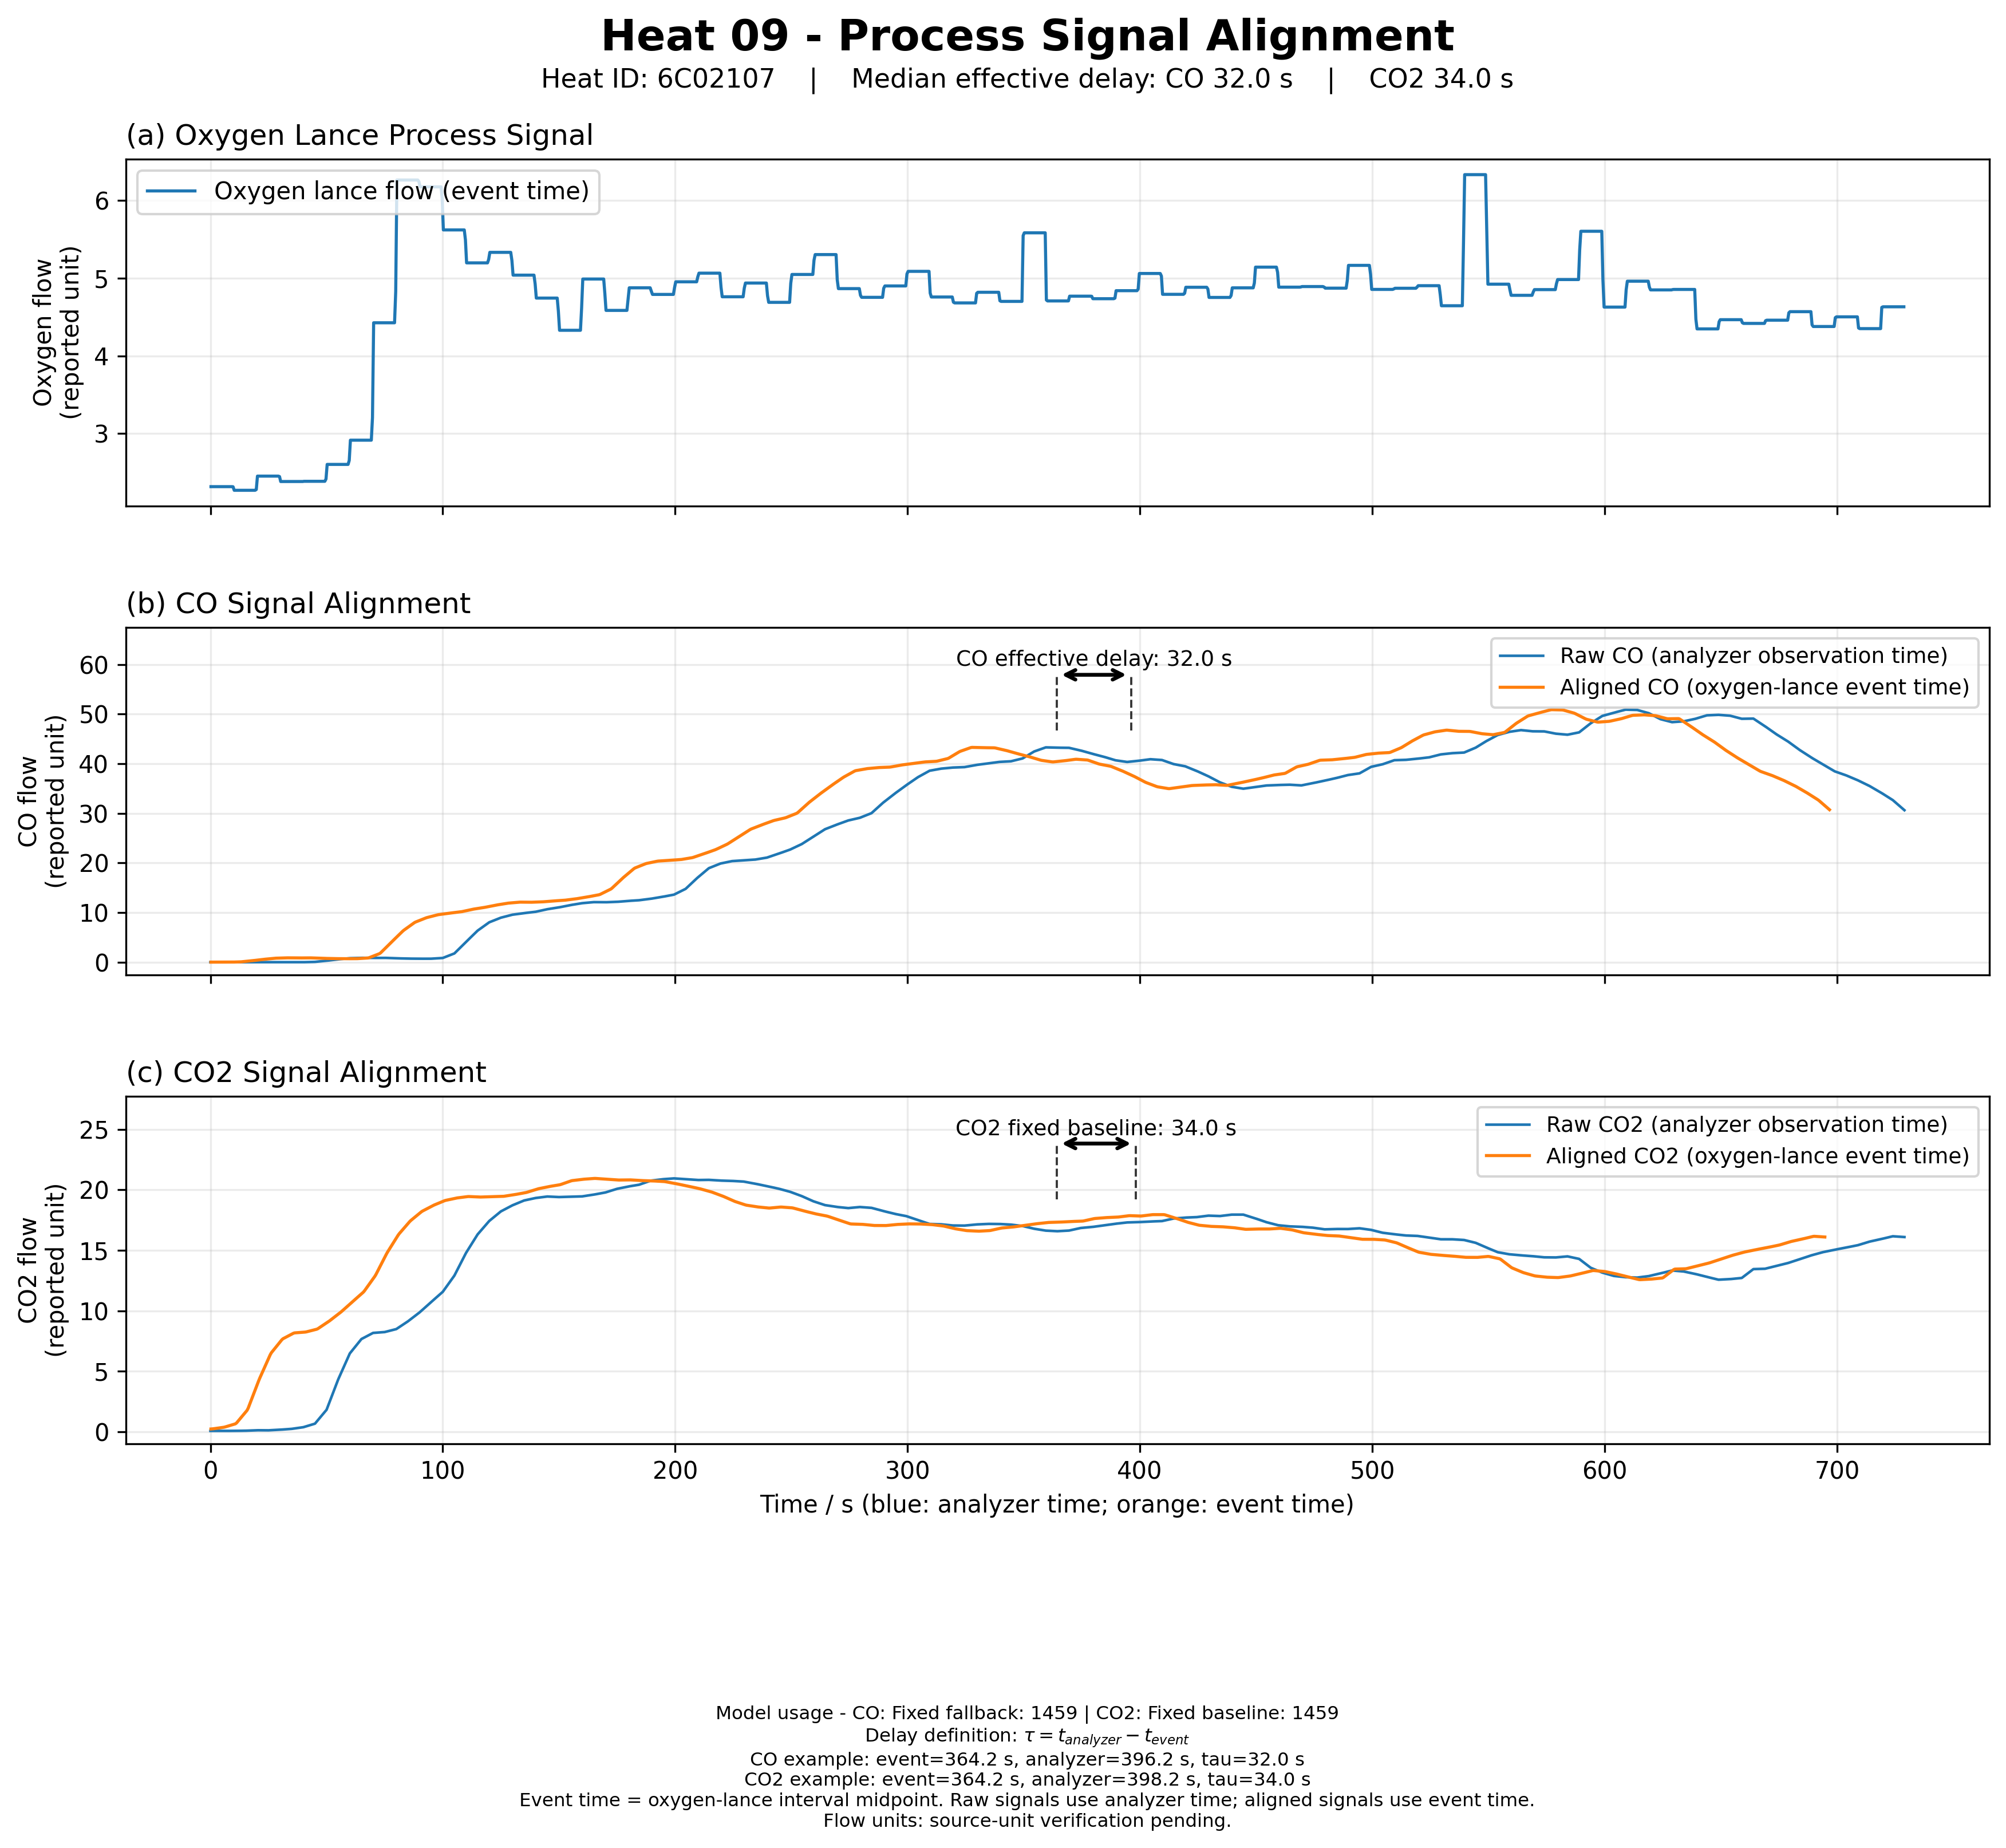 Heat 09 - Process Signal Alignment
Heat ID: 6C02107 | Median effective delay: CO 32.0 s | CO2 34.0 s
(a) Oxygen Lance Process Signal
Oxygen lance flow (event time)
Oxygen flow
(reported unit)
6
5
4
3
(b) CO Signal Alignment
CO effective delay: 32.0 s
Raw CO (analyzer observation time)
Aligned CO (oxygen-lance event time)
CO flow
(reported unit)
60
50
40
30
20
10
0
(c) CO2 Signal Alignment
CO2 fixed baseline: 34.0 s
Raw CO2 (analyzer observation time)
Aligned CO2 (oxygen-lance event time)
CO2 flow
(reported unit)
25
20
15
10
5
0
0 100 200 300 400 500 600 700
Time / s (blue: analyzer time; orange: event time)
Model usage - CO: Fixed fallback: 1459 | CO2: Fixed baseline: 1459
Delay definition: τ = t_analyzer − t_event
CO example: event=364.2 s, analyzer=396.2 s, tau=32.0 s
CO2 example: event=364.2 s, analyzer=398.2 s, tau=34.0 s
Event time = oxygen-lance interval midpoint. Raw signals use analyzer time; aligned signals use event time.
Flow units: source-unit verification pending.